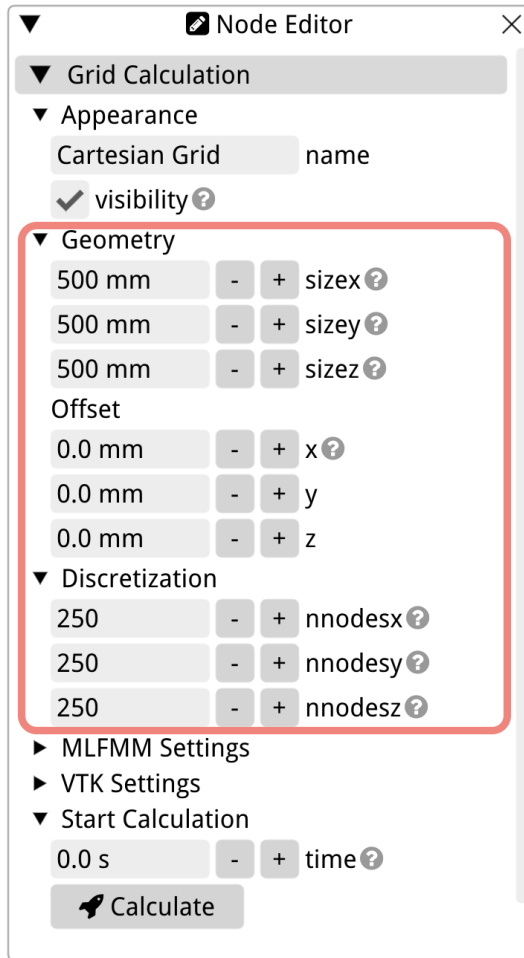 Node Editor
Grid Calculation
Appearance
Cartesian Grid name
visibility ?
Geometry
500 mm - + sizex ?
500 mm - + sizey ?
500 mm - + sizez ?
Offset
0.0 mm - + x ?
0.0 mm - + y
0.0 mm - + z
Discretization
250 - + nnodesx ?
250 - + nnodesy ?
250 - + nnodesz ?
MLFMM Settings
VTK Settings
Start Calculation
0.0 s - + time ?
Calculate